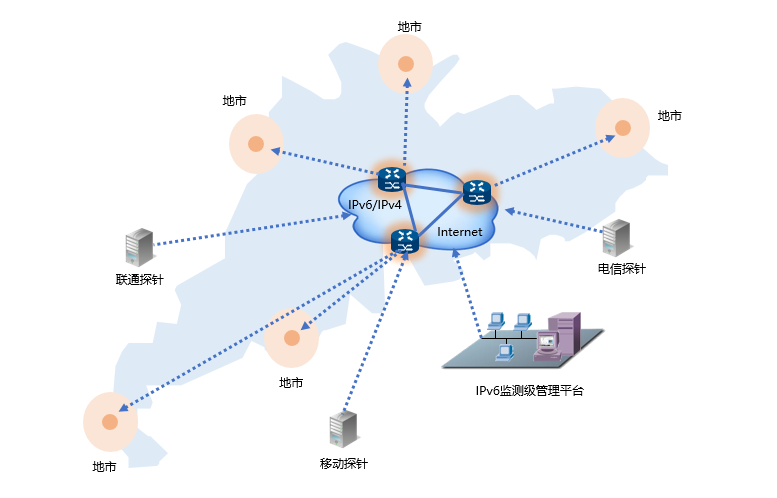 地市
地市
地市
IPv6/IPv4
Internet
联通探针
电信探针
地市
IPv6监测级管理平台
移动探针
地市